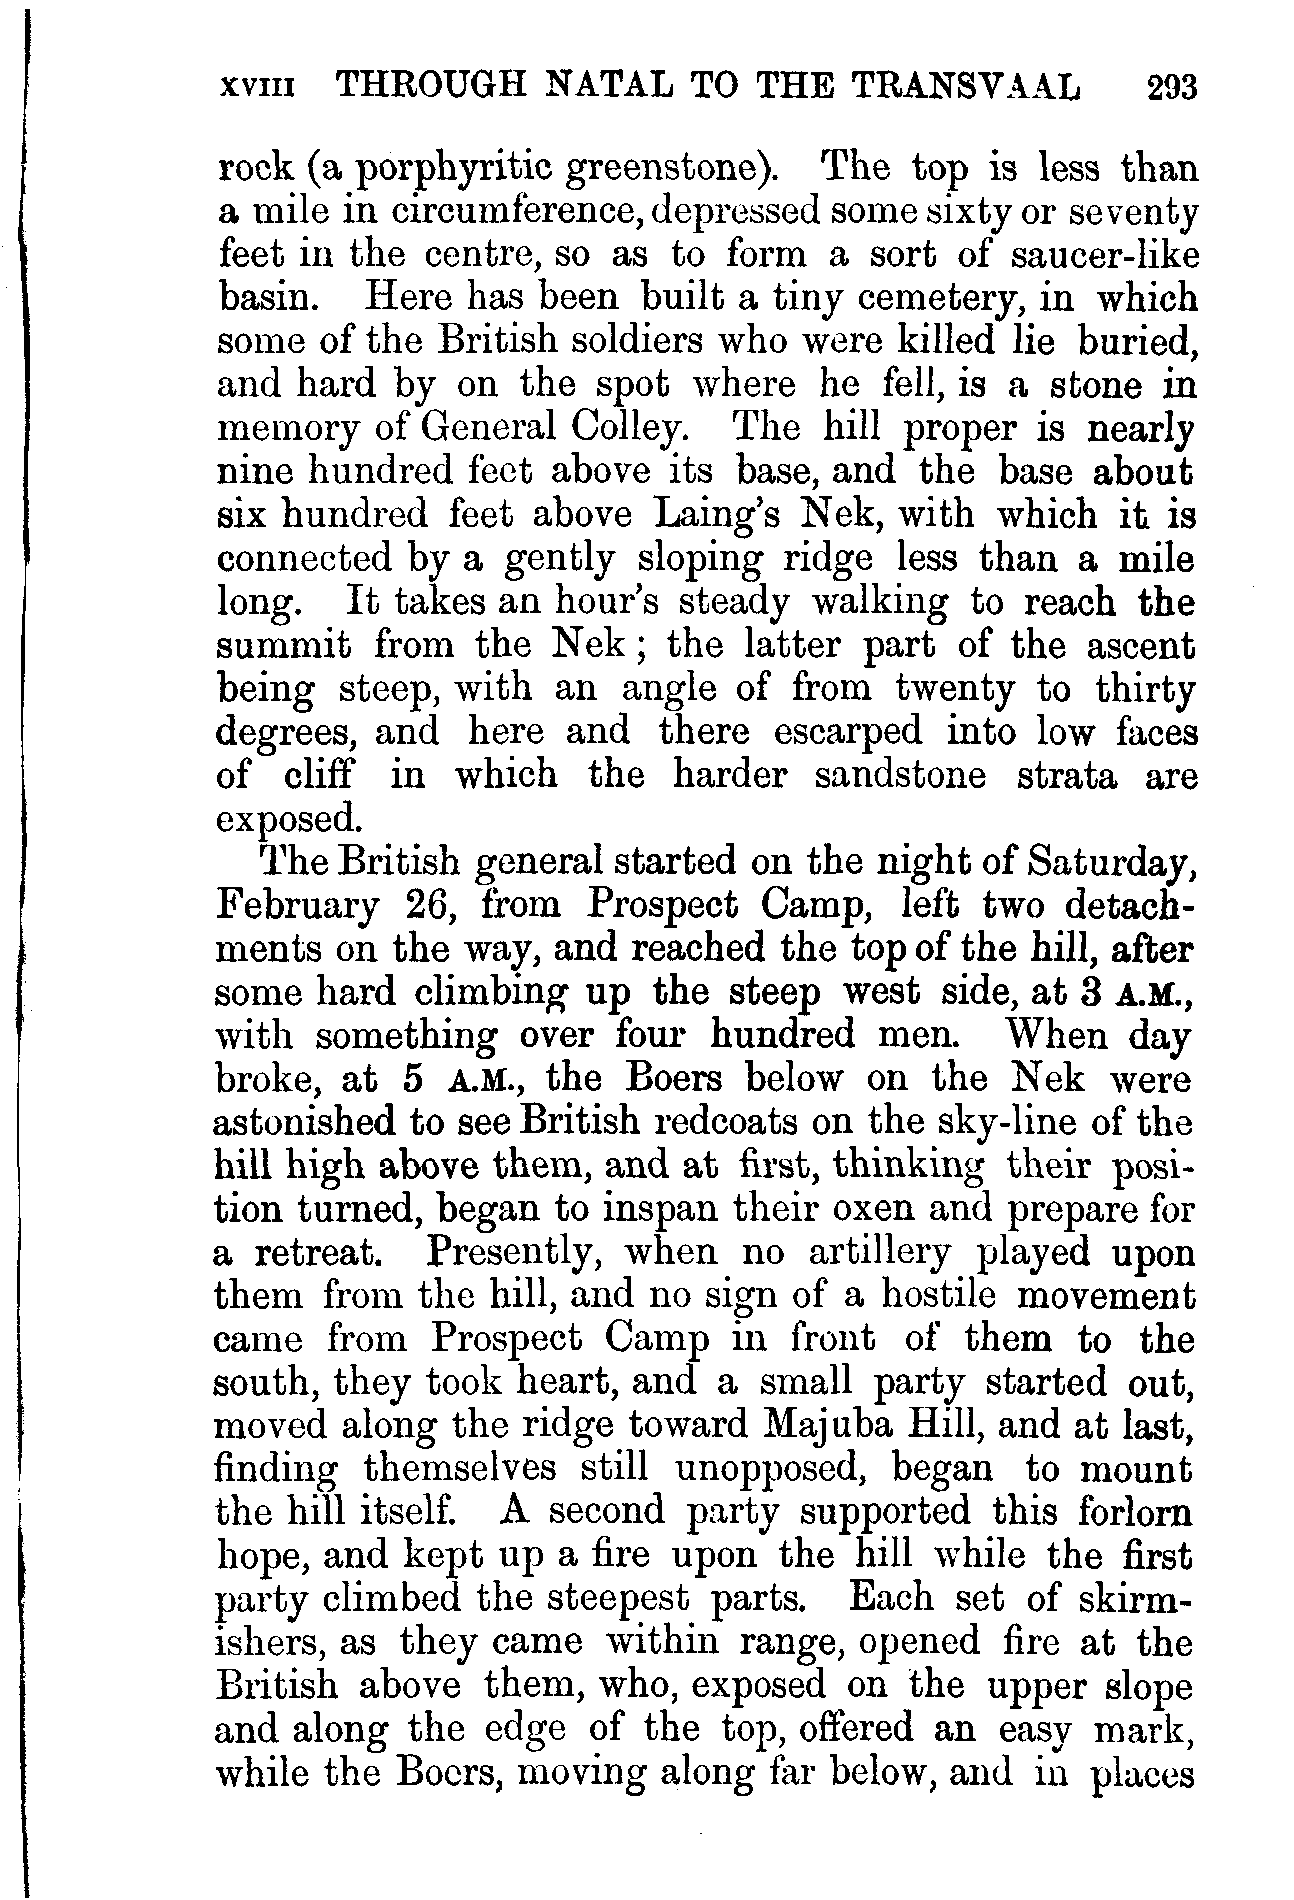 XVIII THROUGH NATAL TO THE TRANSVAAL 293
rock (a porphyritic greenstone). The top is less than
a mile in circumference, depressed some sixty or seventy
feet in the centre, so as to form a sort of saucer-like
basin. Here has been built a tiny cemetery, in which
some of the British soldiers who were killed lie buried,
and hard by on the spot where he fell, is a stone in
memory of General Colley. The hill proper is nearly
nine hundred feet above its base, and the base about
six hundred feet above Laing's Nek, with which it is
connected by a gently sloping ridge less than a mile
long. It takes an hour's steady walking to reach the
summit from the Nek; the latter part of the ascent
being steep, with an angle of from twenty to thirty
degrees, and here and there escarped into low faces
of cliff in which the harder sandstone strata are
exposed.
The British general started on the night of Saturday,
February 26, from Prospect Camp, left two detach-
ments on the way, and reached the top of the hill, after
some hard climbing up the steep west side, at 3 A.M.,
with something over four hundred men. When day
broke, at 5 A.M., the Boers below on the Nek were
astonished to see British redcoats on the sky-line of the
hill high above them, and at first, thinking their posi-
tion turned, began to inspan their oxen and prepare for
a retreat. Presently, when no artillery played upon
them from the hill, and no sign of a hostile movement
came from Prospect Camp in front of them to the
south, they took heart, and a small party started out,
moved along the ridge toward Majuba Hill, and at last,
finding themselves still unopposed, began to mount
the hill itself. A second party supported this forlorn
hope, and kept up a fire upon the hill while the first
party climbed the steepest parts. Each set of skirm-
ishers, as they came within range, opened fire at the
British above them, who, exposed on the upper slope
and along the edge of the top, offered an easy mark,
while the Boers, moving along far below, and in places